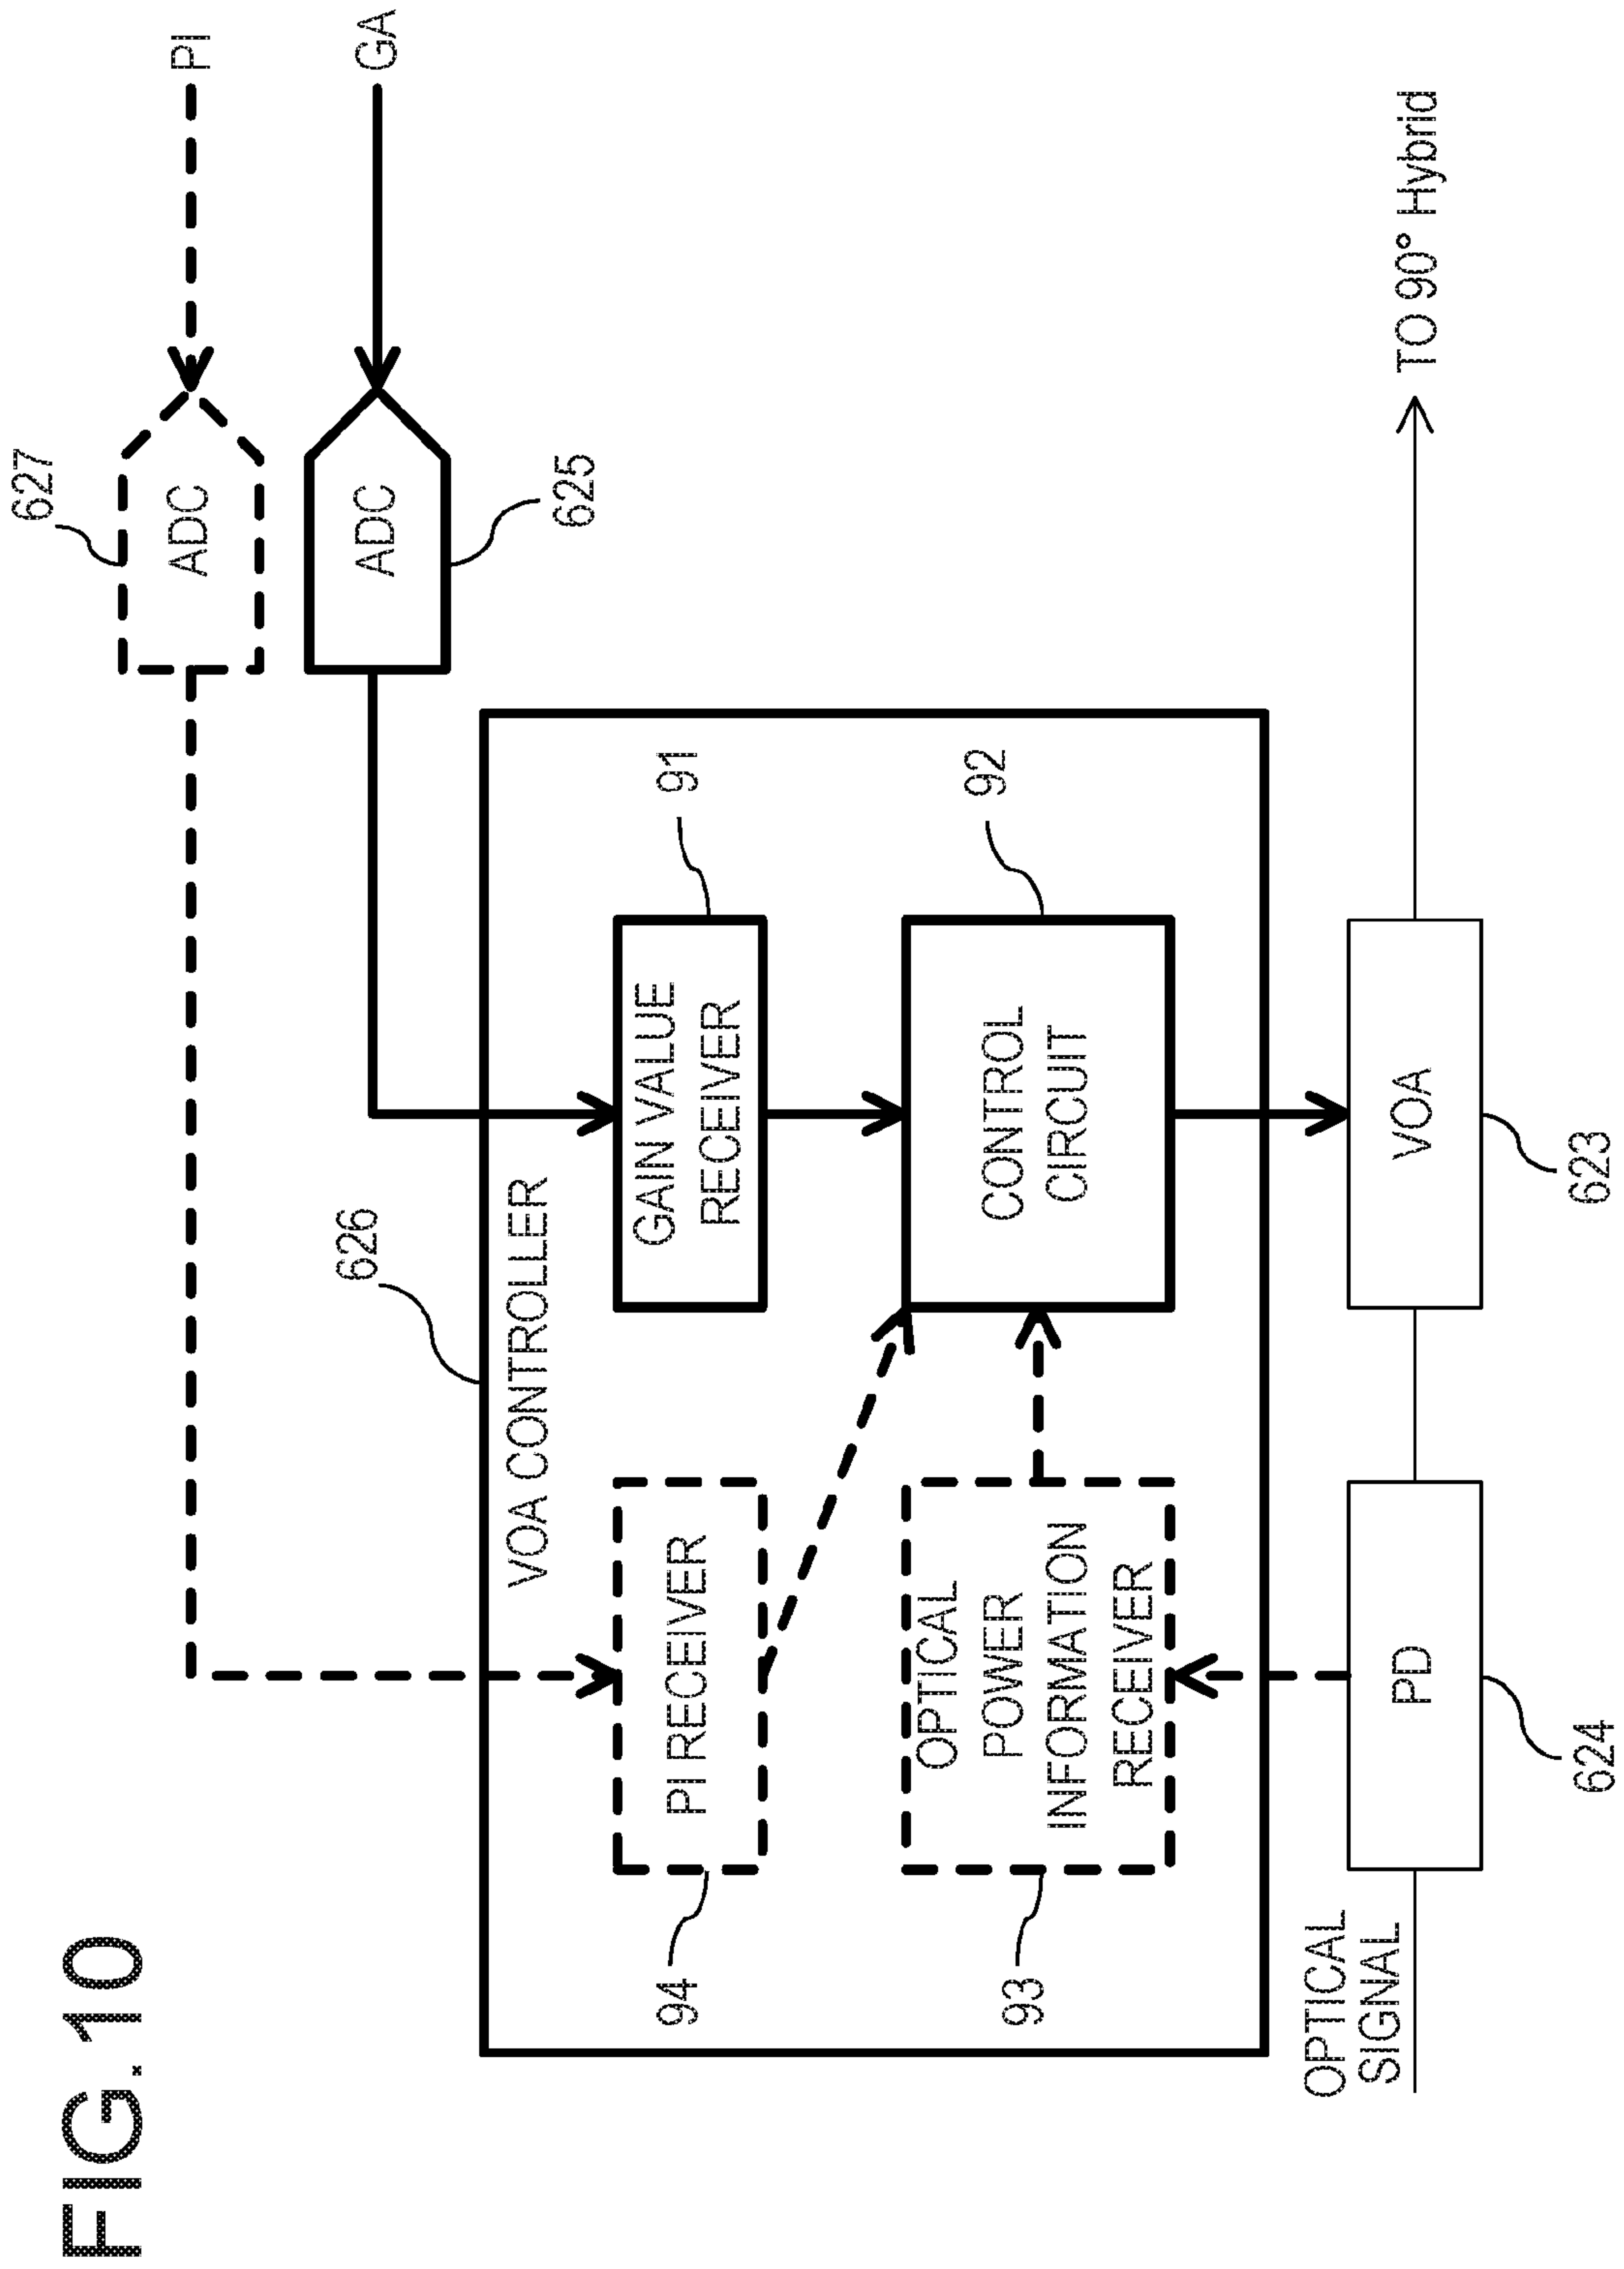 FIG.10
PI
GA
627
ADC
ADC
625
626
VOA CONTROLLER
94
PI RECEIVER
GAIN VALUE
RECEIVER
91
93
OPTICAL
POWER
INFORMATION
RECEIVER
CONTROL
CIRCUIT
92
OPTICAL
SIGNAL
PD
624
VOA
623
TO 90° Hybrid